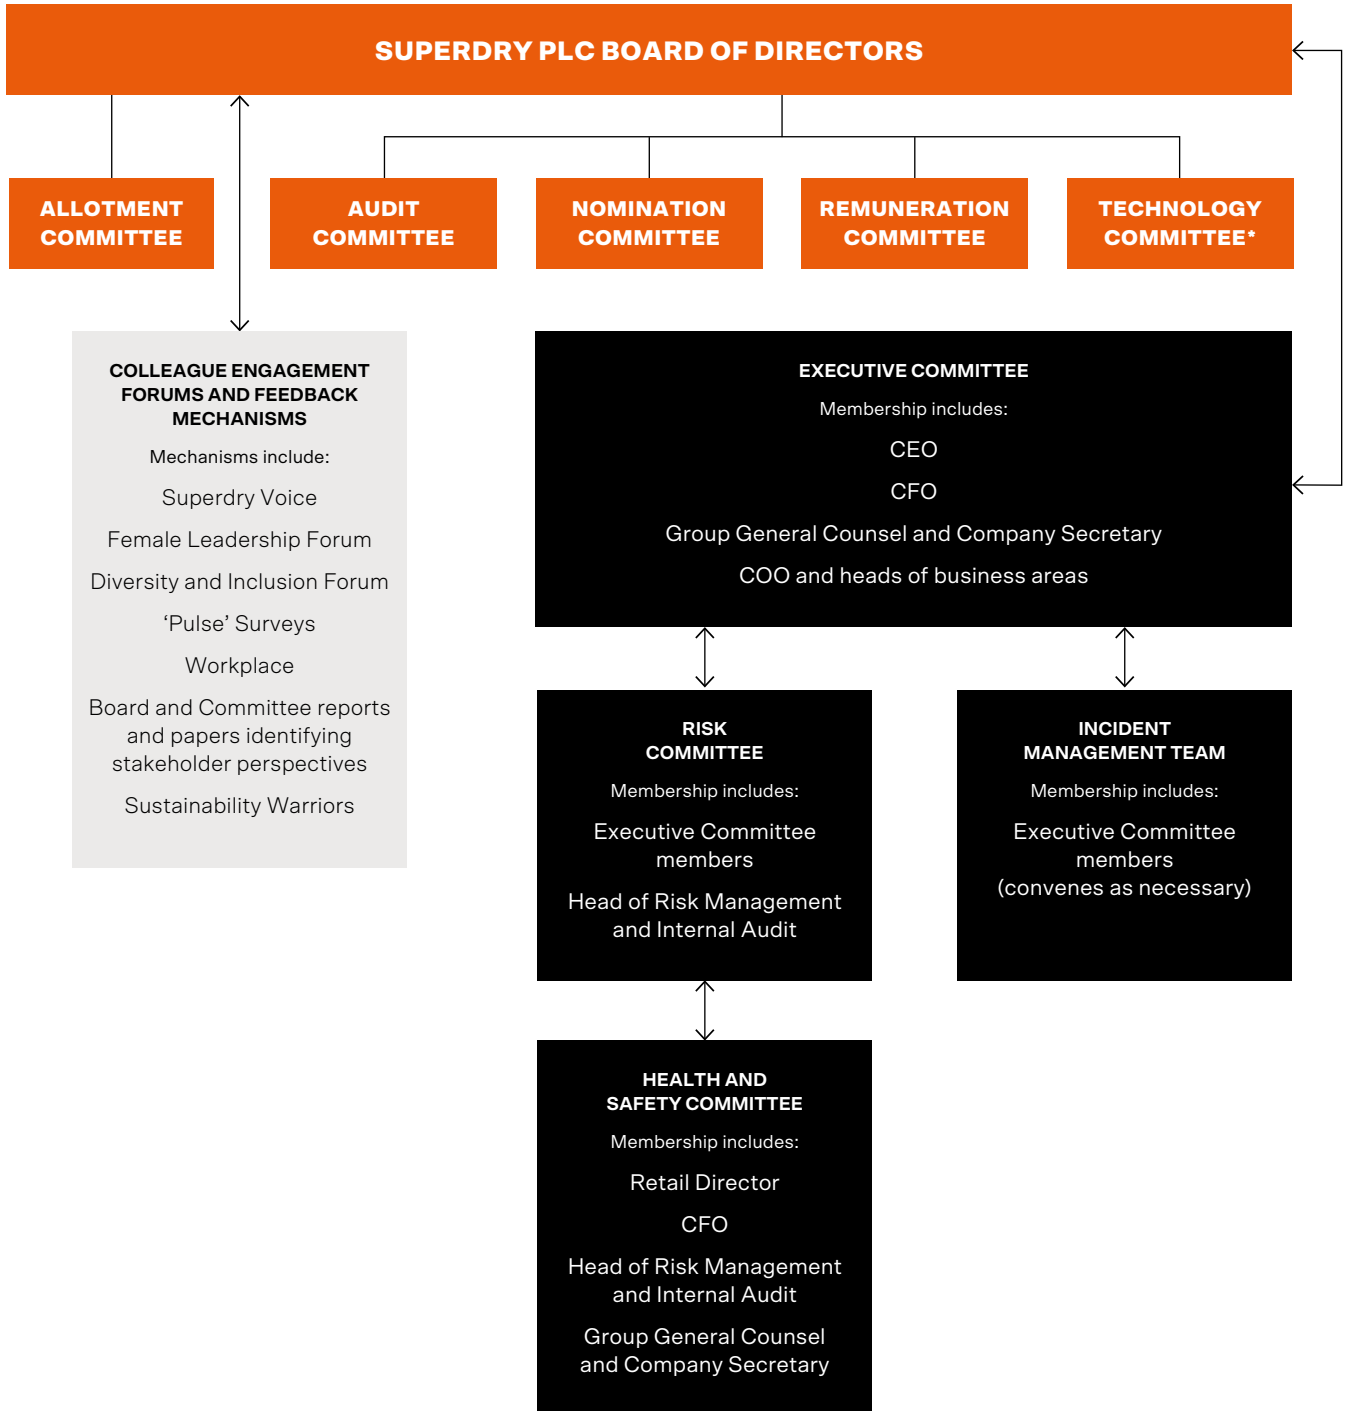 SUPERDRY PLC BOARD OF DIRECTORS
ALLOTMENT
COMMITTEE
AUDIT
COMMITTEE
NOMINATION
COMMITTEE
REMUNERATION
COMMITTEE
TECHNOLOGY
COMMITTEE*
COLLEAGUE ENGAGEMENT
FORUMS AND FEEDBACK
MECHANISMS
Mechanisms include:
Superdry Voice
Female Leadership Forum
Diversity and Inclusion Forum
‘Pulse’ Surveys
Workplace
Board and Committee reports
and papers identifying
stakeholder perspectives
Sustainability Warriors
EXECUTIVE COMMITTEE
Membership includes:
CEO
CFO
Group General Counsel and Company Secretary
COO and heads of business areas
RISK
COMMITTEE
Membership includes:
Executive Committee
members
Head of Risk Management
and Internal Audit
INCIDENT
MANAGEMENT TEAM
Membership includes:
Executive Committee
members
(convenes as necessary)
HEALTH AND
SAFETY COMMITTEE
Membership includes:
Retail Director
CFO
Head of Risk Management
and Internal Audit
Group General Counsel
and Company Secretary